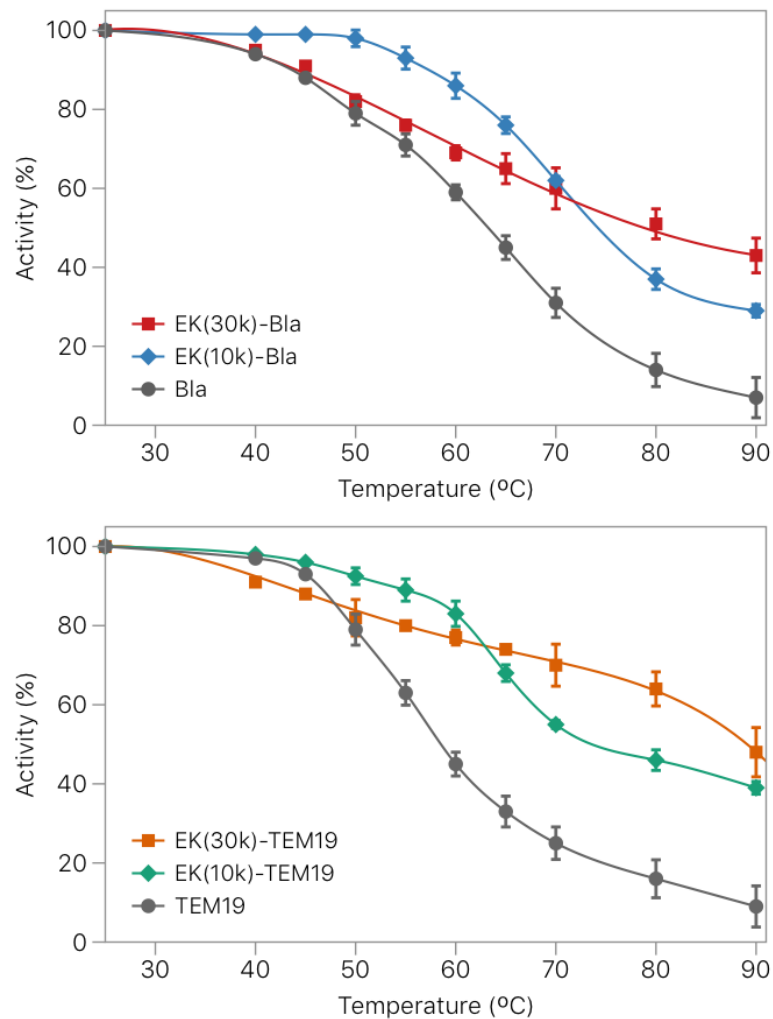 100
80
60
40
20
0
Activity (%)
EK(30k)-Bla
EK(10k)-Bla
Bla
30 40 50 60 70 80 90
Temperature (ºC)
100
80
60
40
20
0
Activity (%)
EK(30k)-TEM19
EK(10k)-TEM19
TEM19
30 40 50 60 70 80 90
Temperature (ºC)